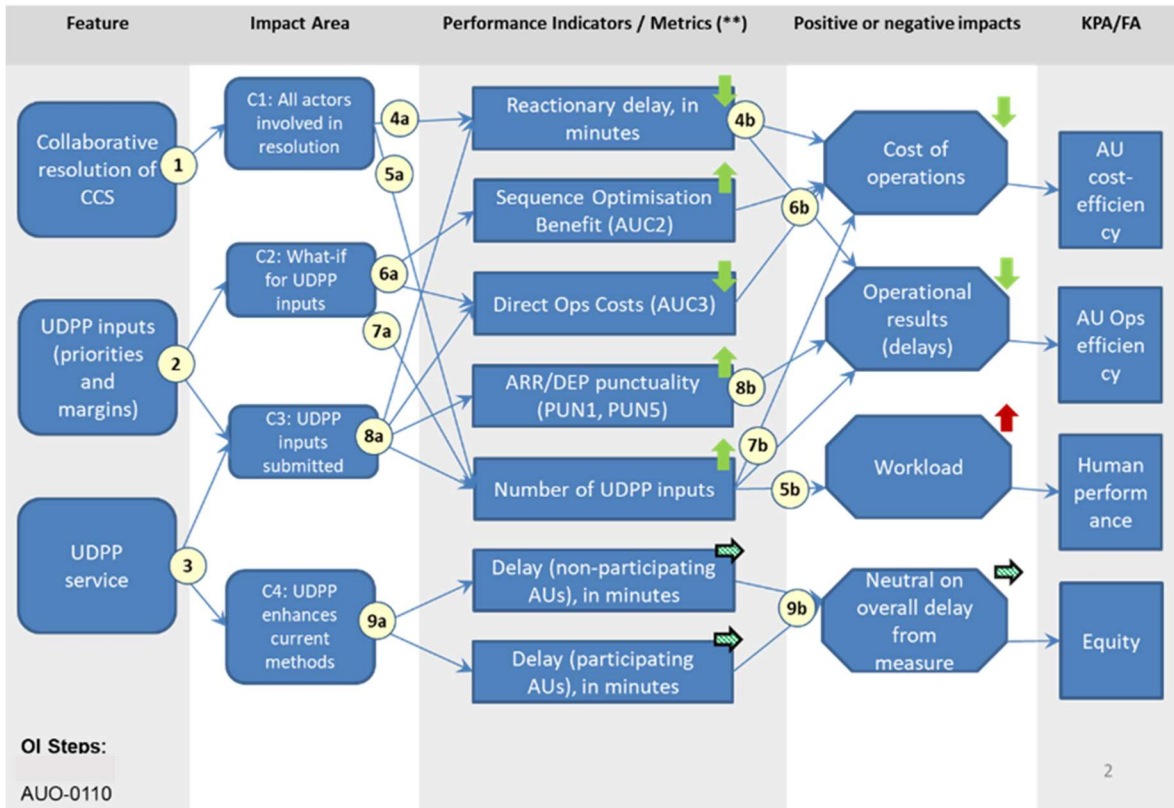 Feature
Impact Area
Performance Indicators / Metrics (**)
Positive or negative impacts
KPA/FA
Collaborative
resolution of
CCS
1
UDPP inputs
(priorities
and
margins)
2
UDPP
service
3
C1: All actors
involved in
resolution
4a
5a
C2: What-if for
UDPP inputs
6a
7a
C3: UDPP
inputs
submitted
8a
C4: UDPP
enhances
current
methods
9a
Reactionary delay, in
minutes
4b
Sequence Optimisation
Benefit (AUC2)
6b
Direct Ops Costs (AUC3)
ARR/DEP punctuality
(PUN1, PUN5)
8b
7b
Number of UDPP inputs
5b
Delay (non-participating
AUs), in minutes
9b
Delay (participating
AUs), in minutes
Cost of
operations
Operational
results
(delays)
Workload
Neutral on
overall delay
from
measure
AU
cost-
efficien
cy
AU Ops
efficien
cy
Human
perform
ance
Equity
OI Steps:
AUO-0110
2